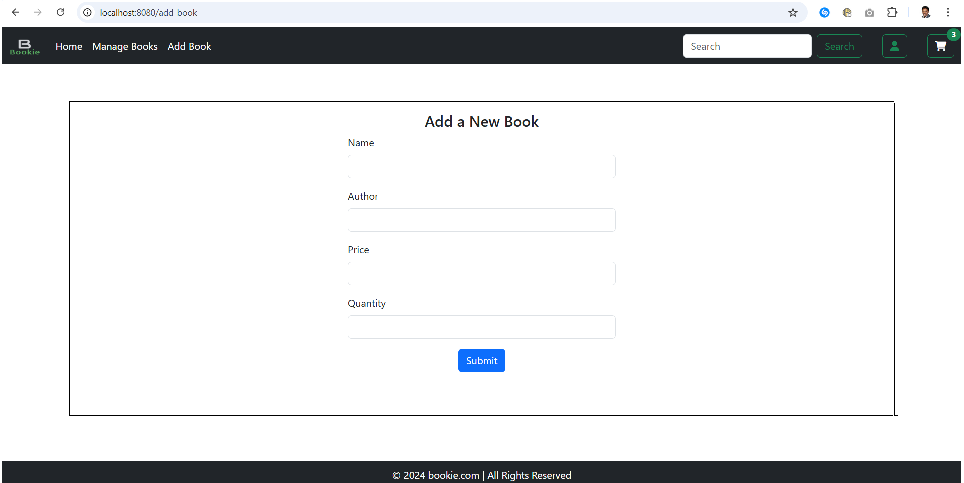 localhost:8080/add-book
B
Bookie
Home Manage Books Add Book Search Search 3
Add a New Book
Name
Author
Price
Quantity
Submit
© 2024 bookie.com | All Rights Reserved